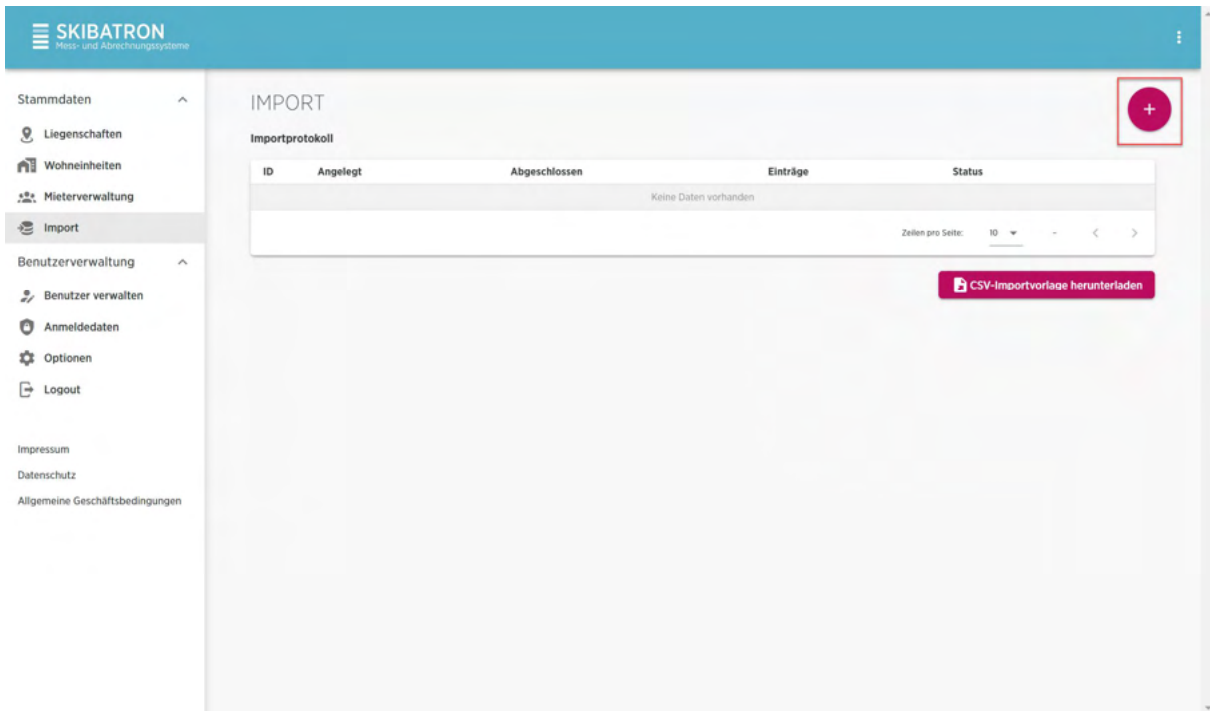 SKIBATRON
Mess- und Abrechnungssysteme
Stammdaten
Liegenschaften
Wohneinheiten
Mieterverwaltung
Import
Benutzerverwaltung
Benutzer verwalten
Anmeldedaten
Optionen
Logout
Impressum
Datenschutz
Allgemeine Geschäftsbedingungen
IMPORT
+
Importprotokoll
ID Angelegt Abgeschlossen Einträge Status
Keine Daten vorhanden
Zeilen pro Seite: 10 -
CSV-Importvorlage herunterladen